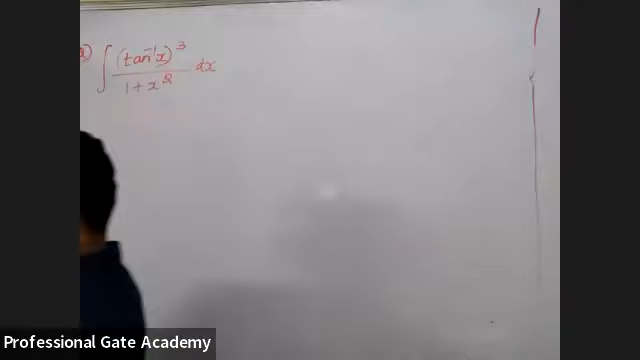 a) ∫ (tan⁻¹x)³ / 1+x² dx
Professional Gate Academy